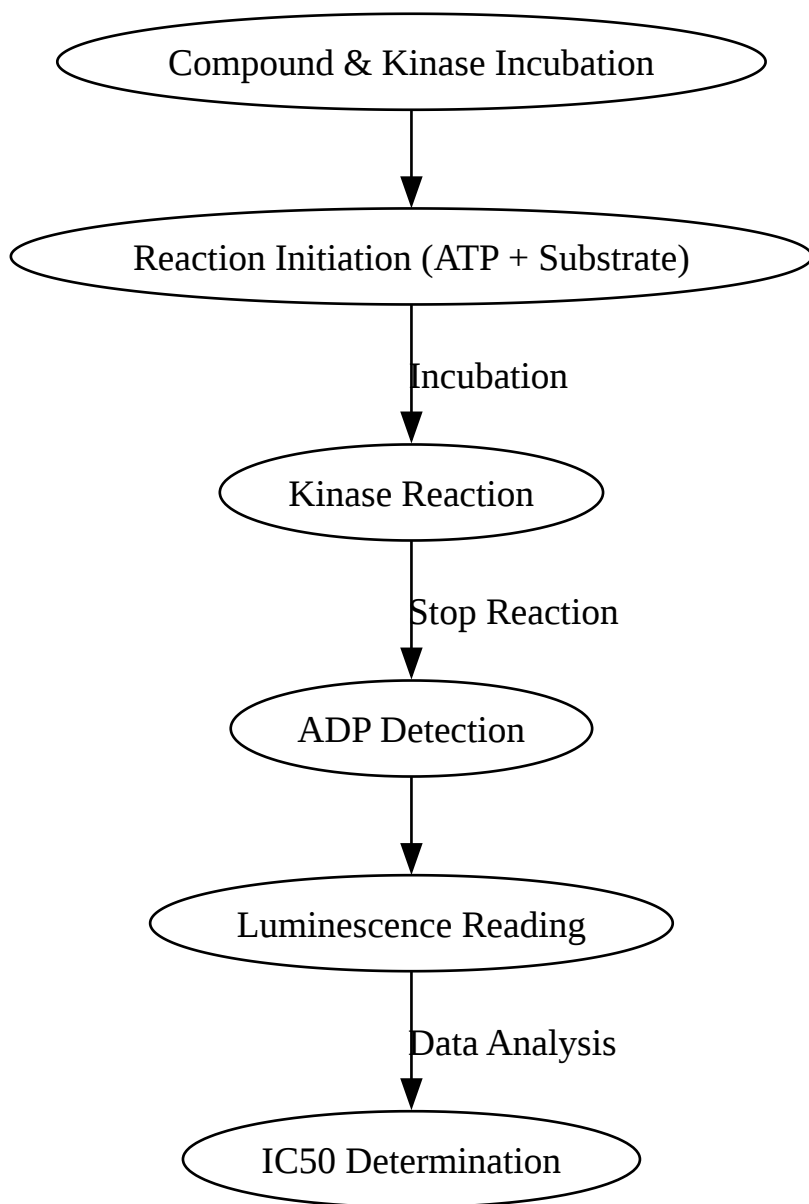 Compound & Kinase Incubation
Reaction Initiation (ATP + Substrate)
Incubation
Kinase Reaction
Stop Reaction
ADP Detection
Luminescence Reading
Data Analysis
IC50 Determination